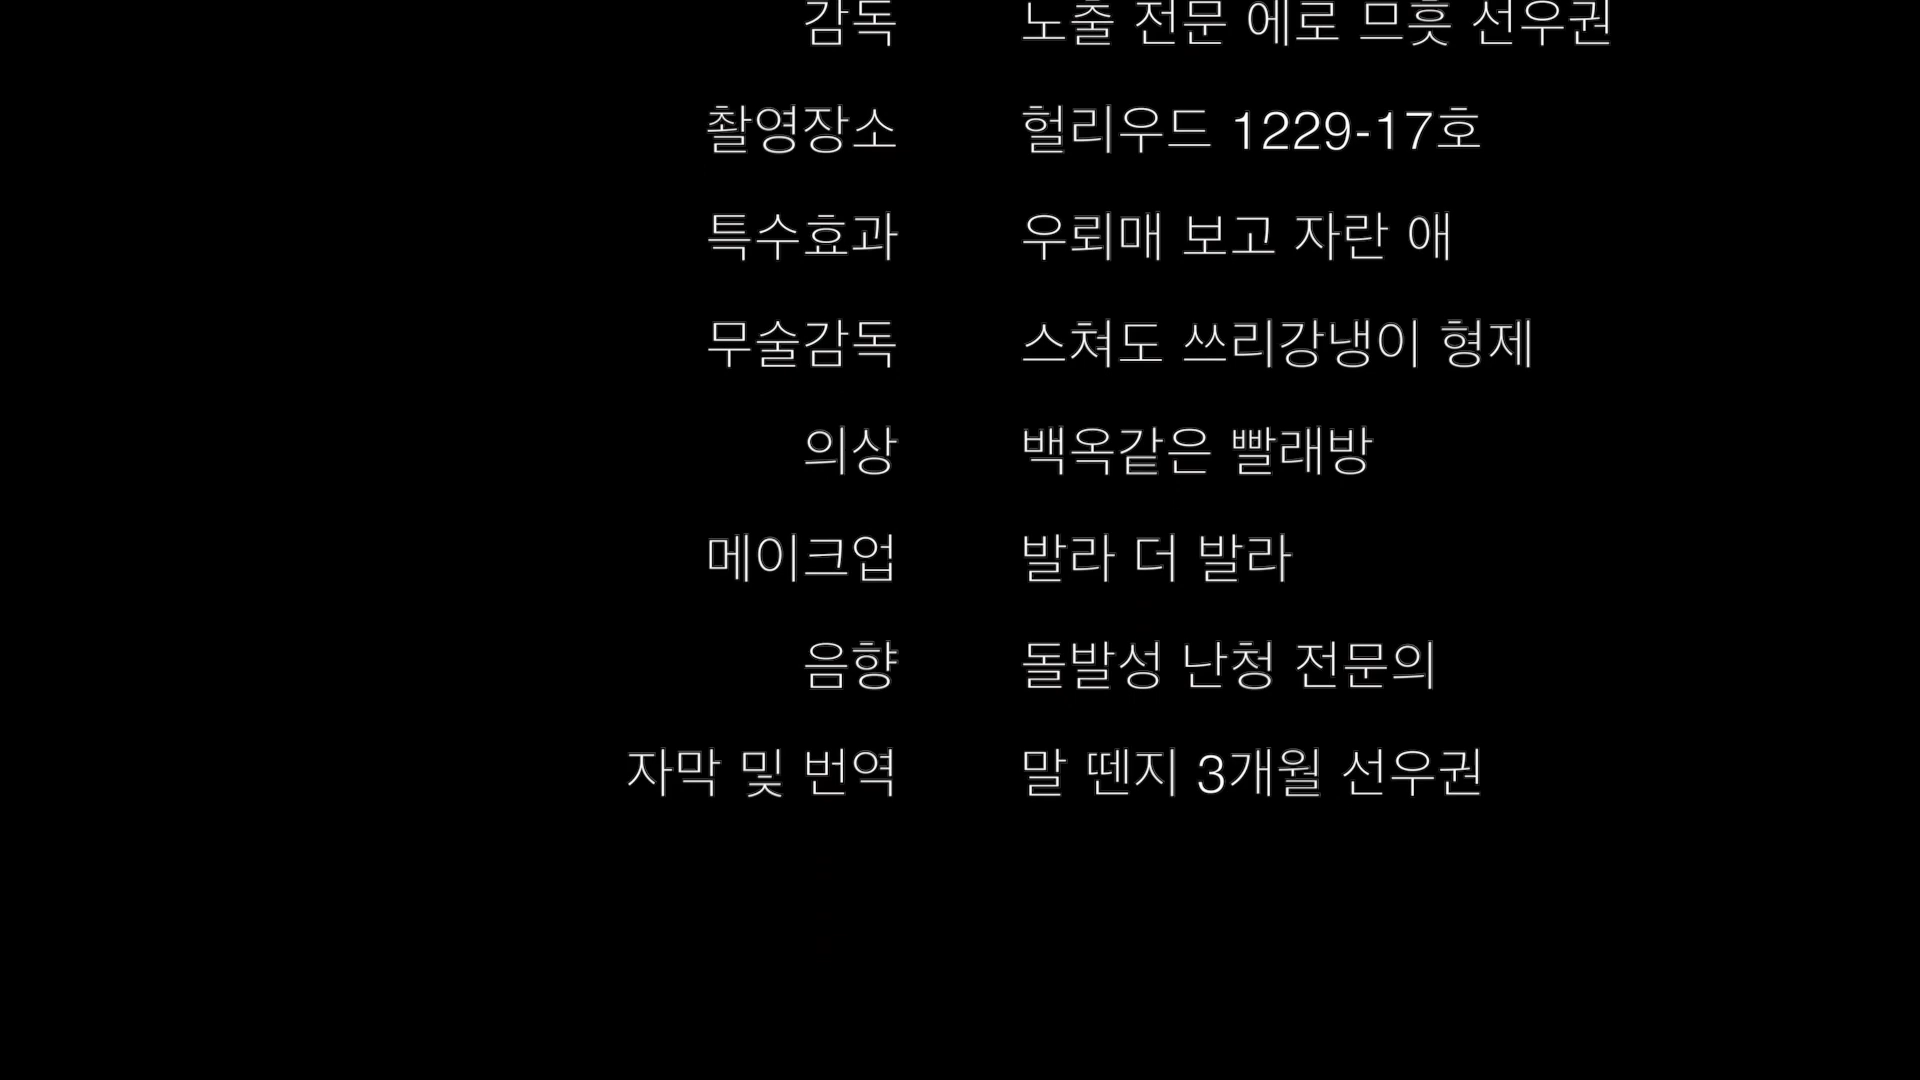 감독 노출 전문 에로 므흣 선우권
촬영장소 헐리우드 1229-17호
특수효과 우뢰매 보고 자란 애
무술감독 스쳐도 쓰리강냉이 형제
의상 백옥같은 빨래방
메이크업 발라 더 발라
음향 돌발성 난청 전문의
자막 및 번역 말 뗀지 3개월 선우권